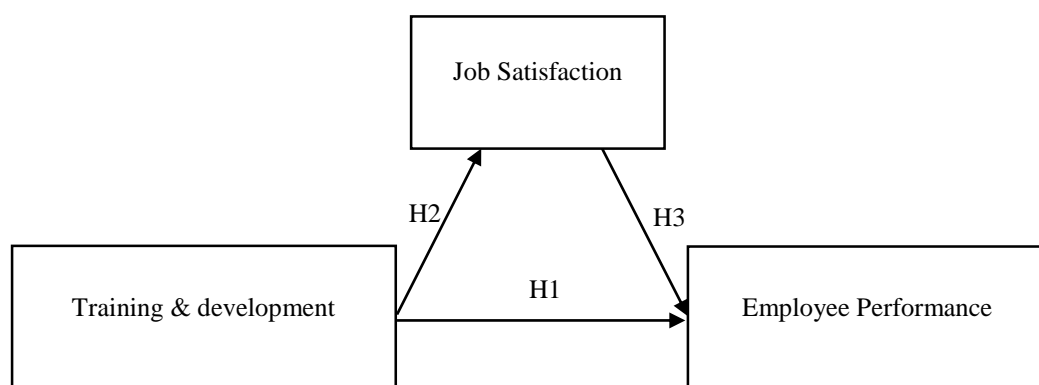 Job Satisfaction
H2
H3
H1
Training & development
Employee Performance